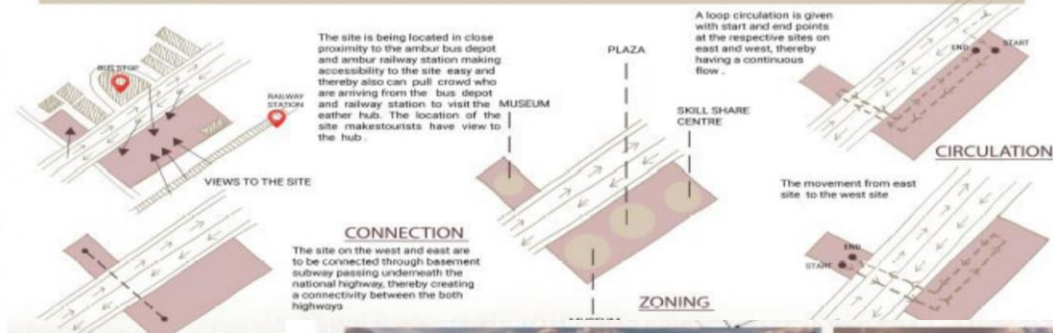 BUS STOP
RAILWAY
STATION
VIEWS TO THE SITE
The site is being located in close
proximity to the ambur bus depot
and ambur railway station making
accessibility to the site easy and
thereby also can pull crowd who
are arriving from the bus depot
and railway station to visit the
eather hub. The location of the
site makestourists have view to
the hub .
MUSEUM
PLAZA
SKILL SHARE
CENTRE
ZONING
A loop circulation is given
with start and end points
at the respective sites on
east and west, thereby
having a continuous
flow .
END
START
CIRCULATION
The movement from east
site to the west site
END
START
CONNECTION
The site on the west and east are
to be connected through basement
subway passing underneath the
national highway, thereby creating
a connectivity between the both
highways
MUSEUM